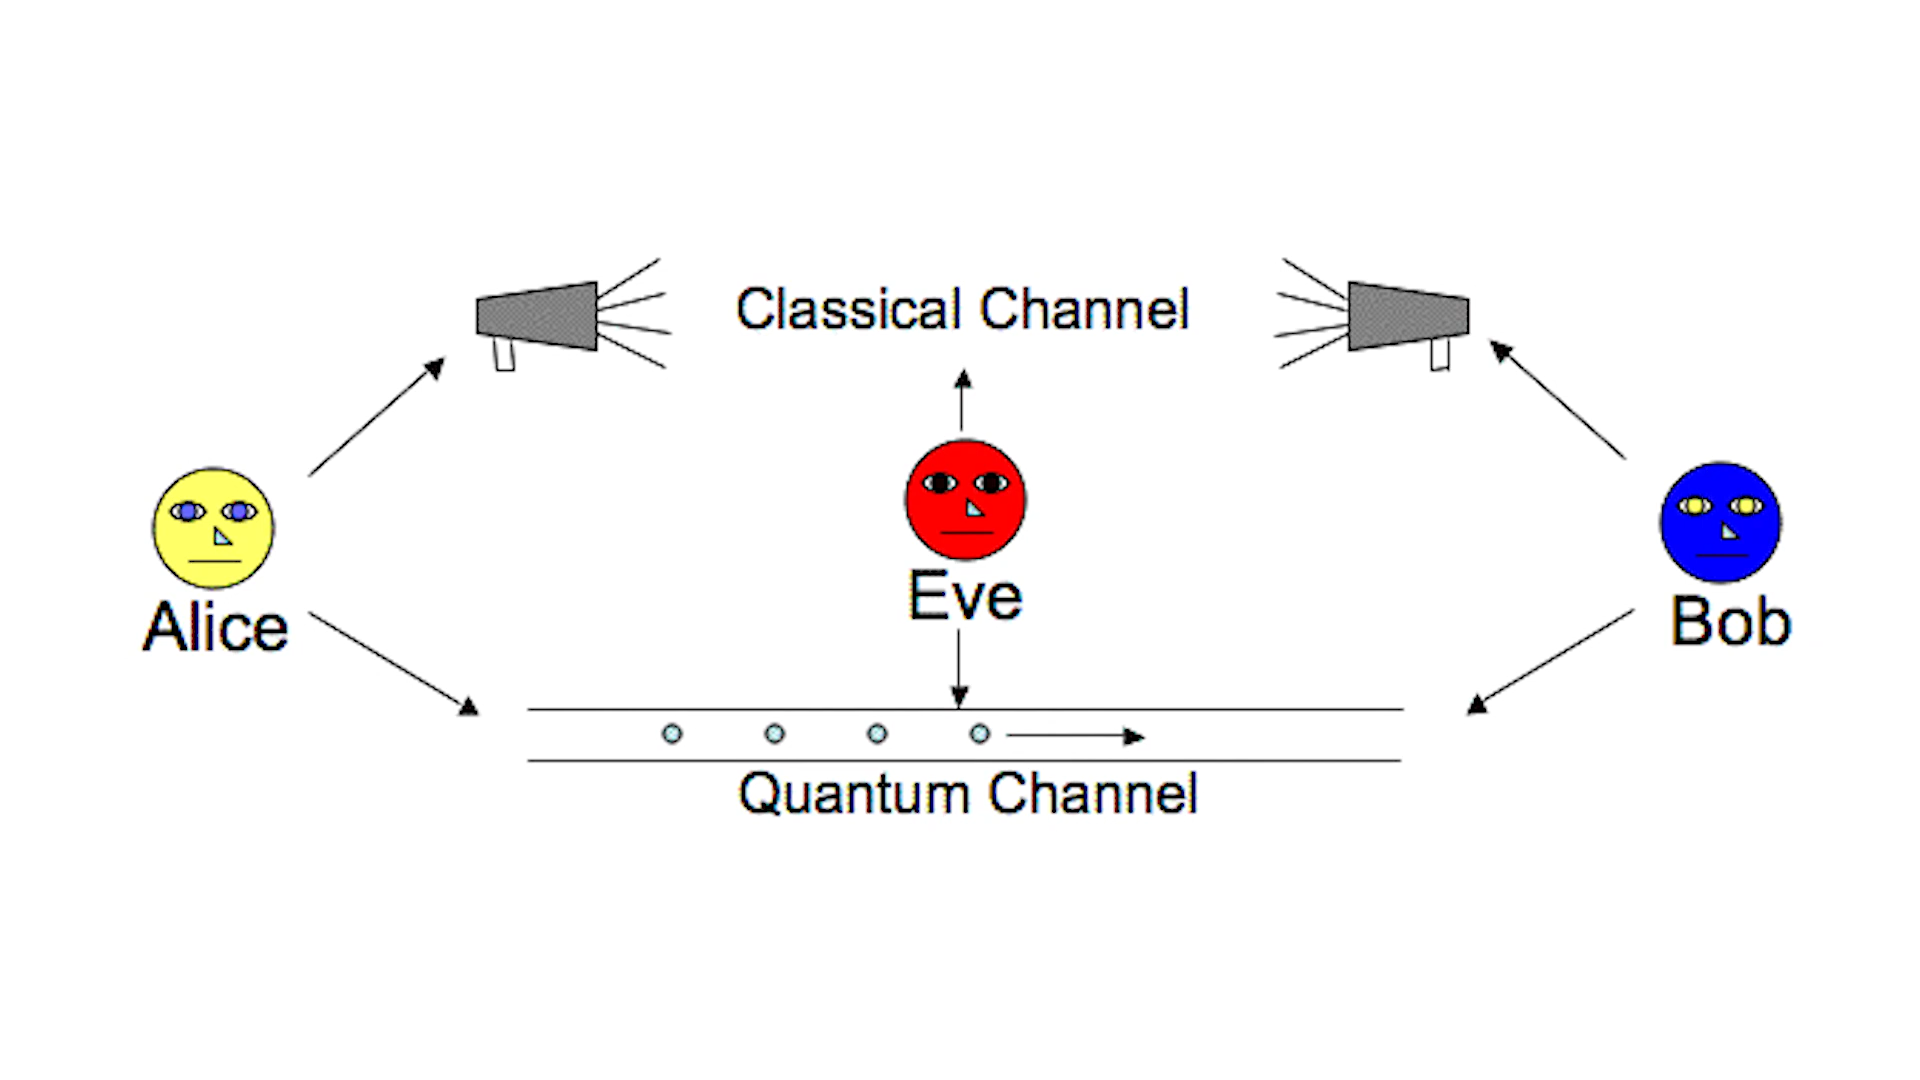 Classical Channel
Alice
Eve
Bob
Quantum Channel